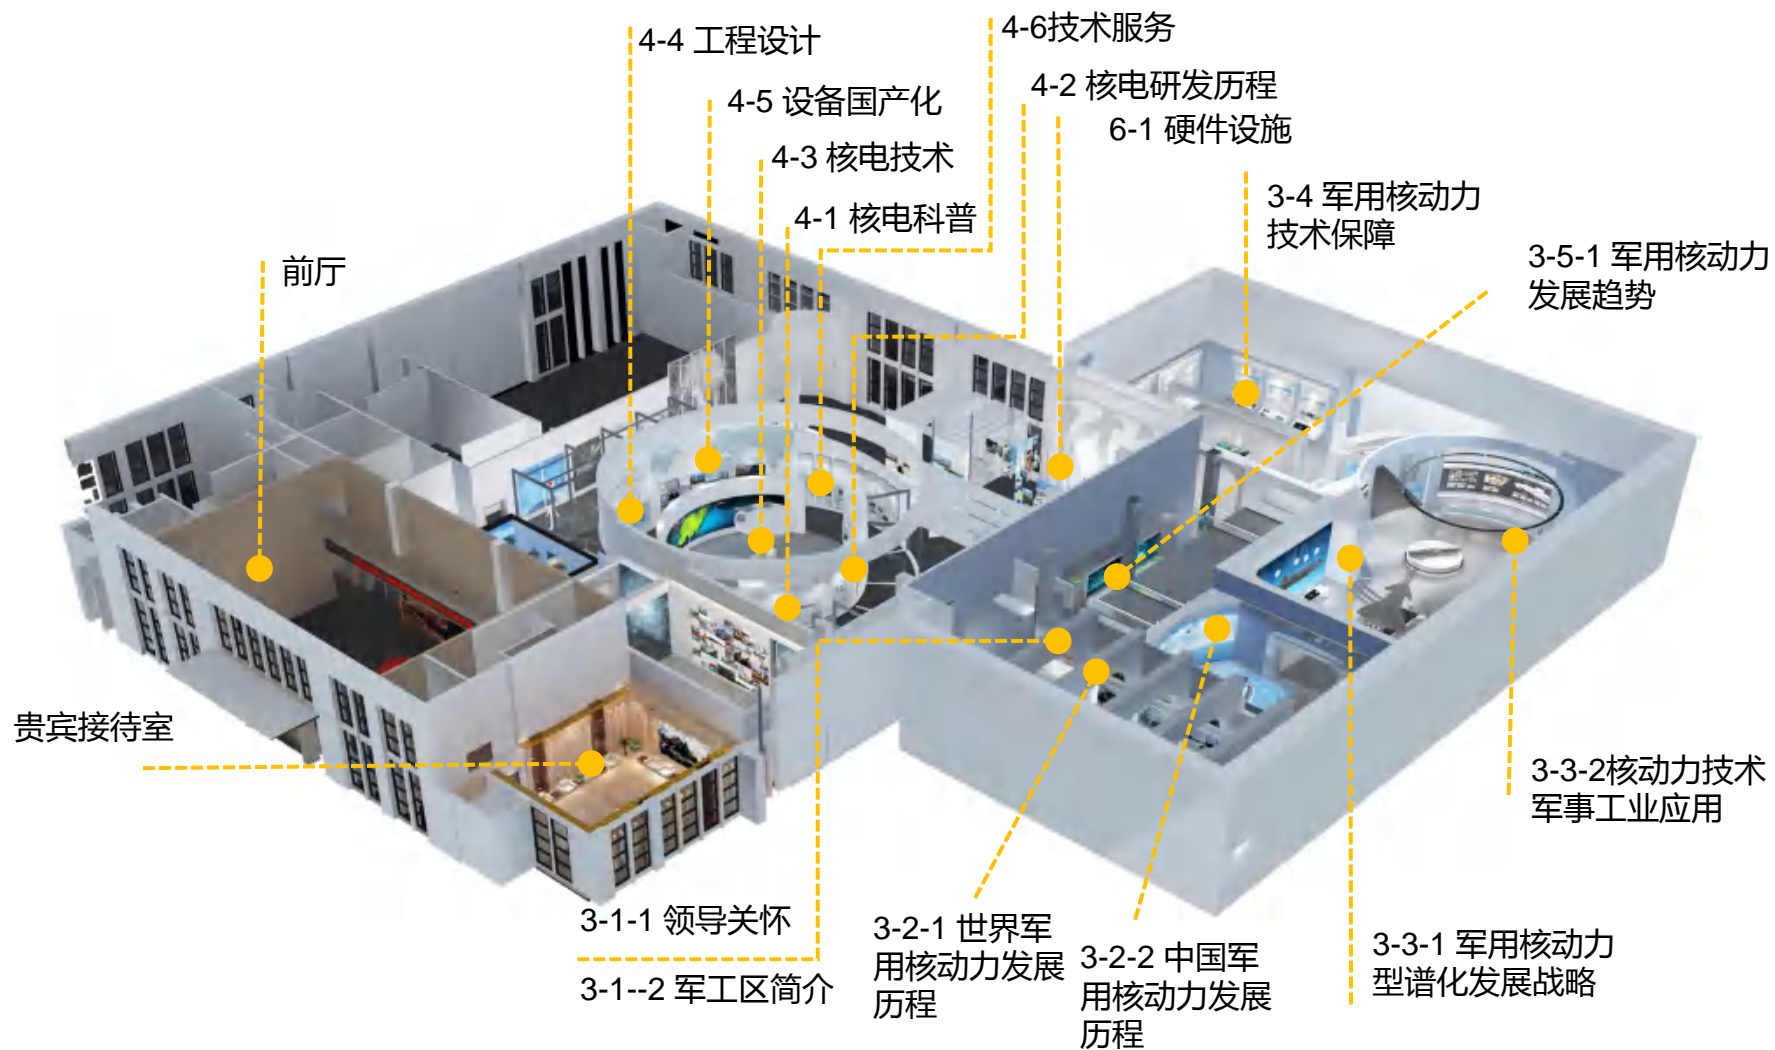 4-4 工程设计
4-6技术服务
4-5 设备国产化
4-2 核电研发历程
6-1 硬件设施
4-3 核电技术
4-1 核电科普
3-4 军用核动力
技术保障
3-5-1 军用核动力
发展趋势
前厅
贵宾接待室
3-3-2核动力技术
军事工业应用
3-1-1 领导关怀
3-1--2 军工区简介
3-2-1 世界军
用核动力发展
历程
3-2-2 中国军
用核动力发展
历程
3-3-1 军用核动力
型谱化发展战略